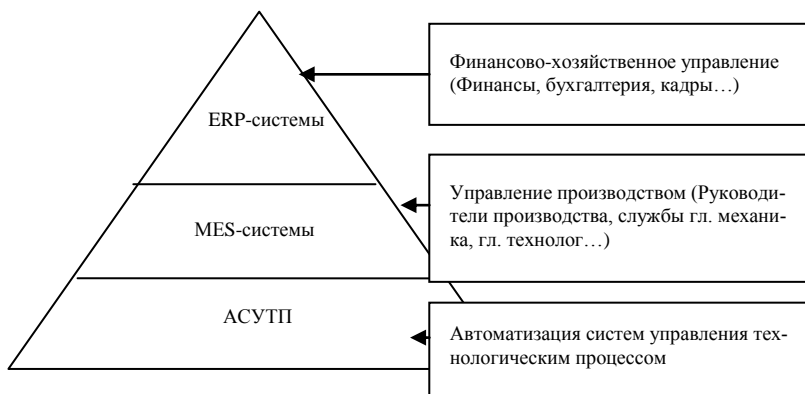 Финансово-хозяйственное управление
(Финансы, бухгалтерия, кадры…)
ERP-системы
Управление производством (Руководи-
тели производства, службы гл. механи-
ка, гл. технолог…)
MES-системы
АСУТП
Автоматизация систем управления тех-
нологическим процессом